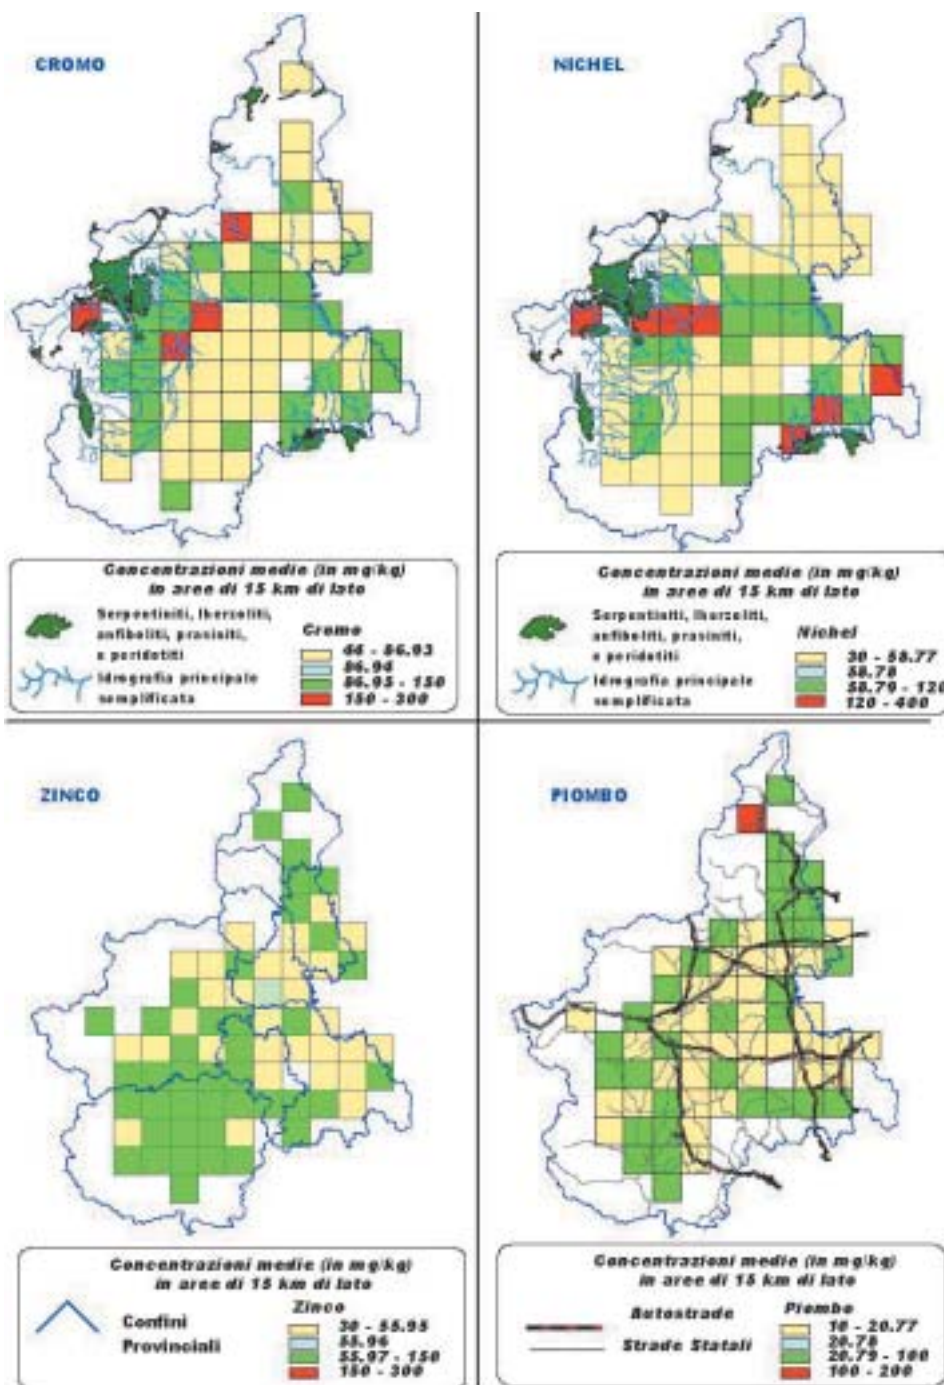 CROMO
Concentrazioni medie (in mg/kg)
in aree di 15 km di lato
Serpentiniti, lherzoliti,
anfiboliti, prasiniti,
e peridotiti
Idrografia principale
semplificata
Cromo
66 - 86.93
86.94
86.95 - 150
150 - 300
NICHEL
Concentrazioni medie (in mg/kg)
in aree di 15 km di lato
Serpentiniti, lherzoliti,
anfiboliti, prasiniti,
e peridotiti
Idrografia principale
semplificata
Nichel
30 - 58.77
58.78
58.79 - 120
120 - 400
ZINCO
Concentrazioni medie (in mg/kg)
in aree di 15 km di lato
Confini
Provinciali
Zinco
30 - 55.95
55.96
55.97 - 150
150 - 300
PIOMBO
Concentrazioni medie (in mg/kg)
in aree di 15 km di lato
Autostrade
Strade Statali
Piombo
10 - 20.77
20.78
20.79 - 100
100 - 200